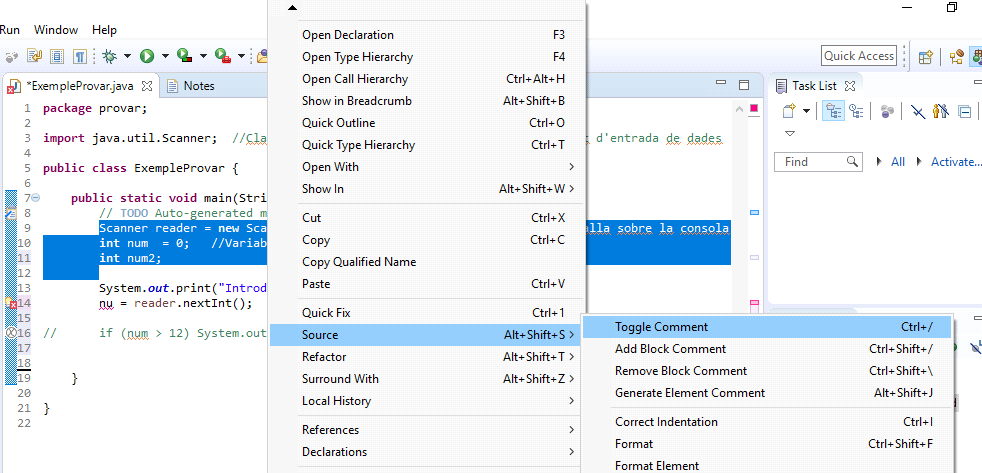 Run Window Help
Quick Access
*ExempleProvar.java
Notes
1 package provar;
2
3 import java.util.Scanner; //Cla
d'entrada de dades
4
5 public class ExempleProvar {
6
7 public static void main(Stri
8 // TODO Auto-generated m
9 Scanner reader = new Sca
alla sobre la consola
10 int num = 0; //Variab
11 int num2;
12
13 System.out.print("Introd
14 nu = reader.nextInt();
15
16 // if (num > 12) System.out
17
18
19 }
20
21 }
22
Open Declaration F3
Open Type Hierarchy F4
Open Call Hierarchy Ctrl+Alt+H
Show in Breadcrumb Alt+Shift+B
Quick Outline Ctrl+O
Quick Type Hierarchy Ctrl+T
Open With
Show In Alt+Shift+W
Cut Ctrl+X
Copy Ctrl+C
Copy Qualified Name
Paste Ctrl+V
Quick Fix Ctrl+1
Source Alt+Shift+S
Refactor Alt+Shift+T
Surround With Alt+Shift+Z
Local History
References
Declarations
Toggle Comment Ctrl+/
Add Block Comment Ctrl+Shift+/
Remove Block Comment Ctrl+Shift+\
Generate Element Comment Alt+Shift+J
Correct Indentation Ctrl+I
Format Ctrl+Shift+F
Format Element
Task List
Find
All
Activate...